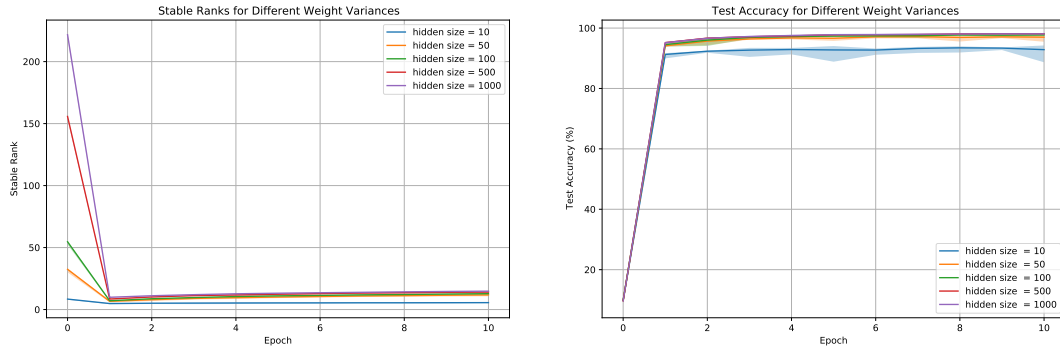 Stable Ranks for Different Weight Variances
Stable Rank
200
150
100
50
0
0
2
4
6
8
10
Epoch
hidden size = 10
hidden size = 50
hidden size = 100
hidden size = 500
hidden size = 1000
Test Accuracy for Different Weight Variances
Test Accuracy (%)
100
80
60
40
20
0
2
4
6
8
10
Epoch
hidden size  = 10
hidden size  = 50
hidden size  = 100
hidden size  = 500
hidden size  = 1000